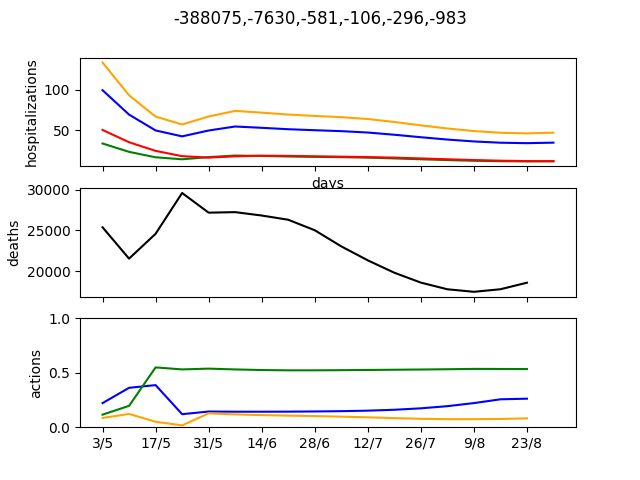 -388075,-7630,-581,-106,-296,-983
hospitalizations
100
50
days
deaths
30000
25000
20000
actions
1.0
0.5
0.0
3/5 17/5 31/5 14/6 28/6 12/7 26/7 9/8 23/8